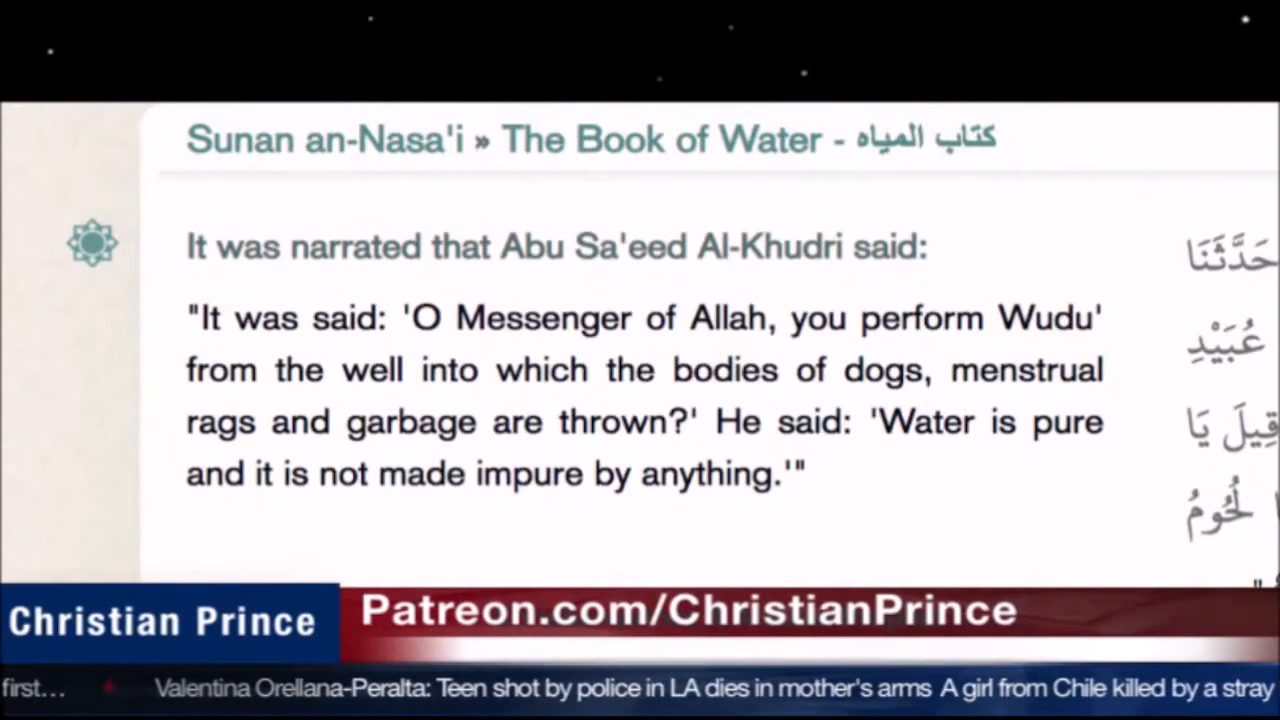 Sunan an-Nasa'i » The Book of Water - كتاب المياه
It was narrated that Abu Sa'eed Al-Khudri said:
حَدَّثَنَا
"It was said: 'O Messenger of Allah, you perform Wudu'
عُبَيْدِ
from the well into which the bodies of dogs, menstrual
rags and garbage are thrown?' He said: 'Water is pure
قِيلَ يَا
and it is not made impure by anything.'"
لُحُومُ
Christian Prince
Patreon.com/ChristianPrince
first... Valentina Orellana-Peralta: Teen shot by police in LA dies in mother's arms A girl from Chile killed by a stray